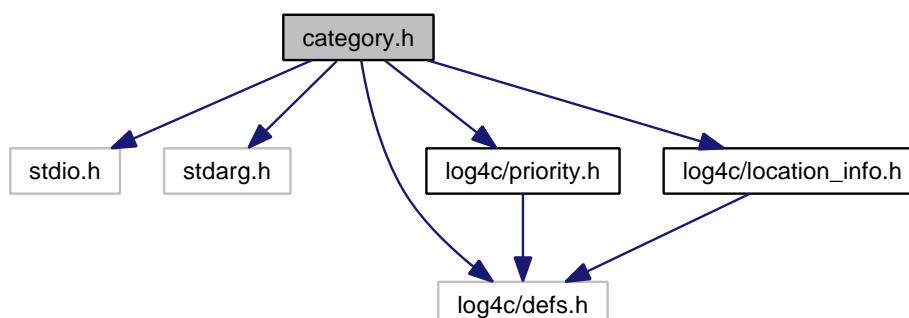 category.h
stdio.h
stdarg.h
log4c/priority.h
log4c/location_info.h
log4c/defs.h